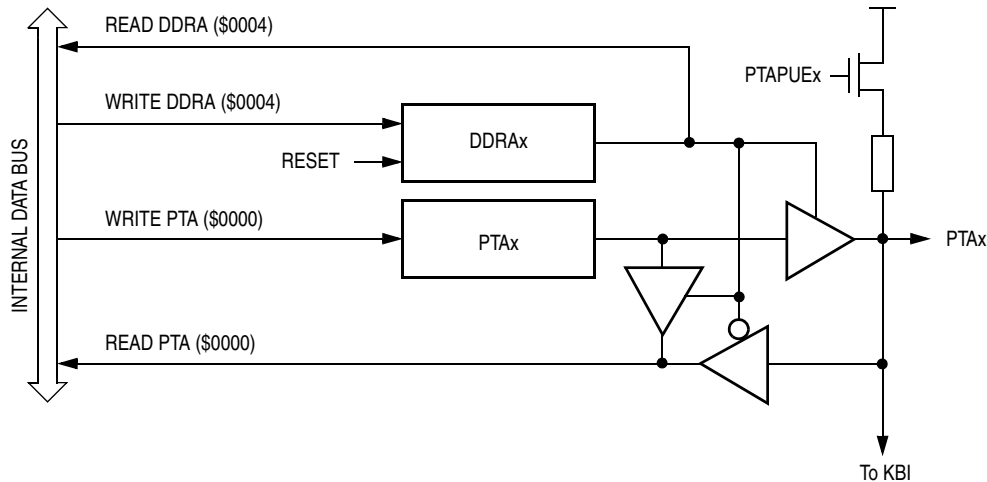 READ DDRA ($0004)
PTAPUEx
WRITE DDRA ($0004)
DDRAx
RESET
INTERNAL DATA BUS
WRITE PTA ($0000)
PTAx
PTAx
READ PTA ($0000)
To KBI